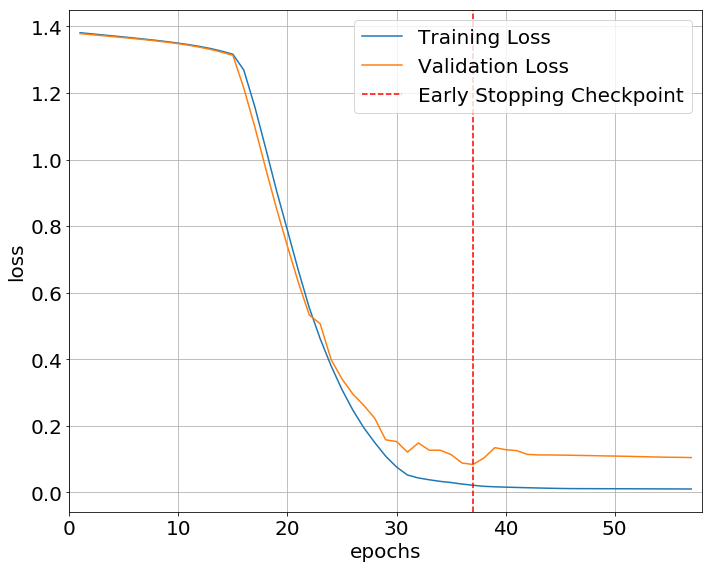 Training Loss
Validation Loss
Early Stopping Checkpoint
1.4
1.2
1.0
0.8
0.6
0.4
0.2
0.0
loss
0 10 20 30 40 50
epochs